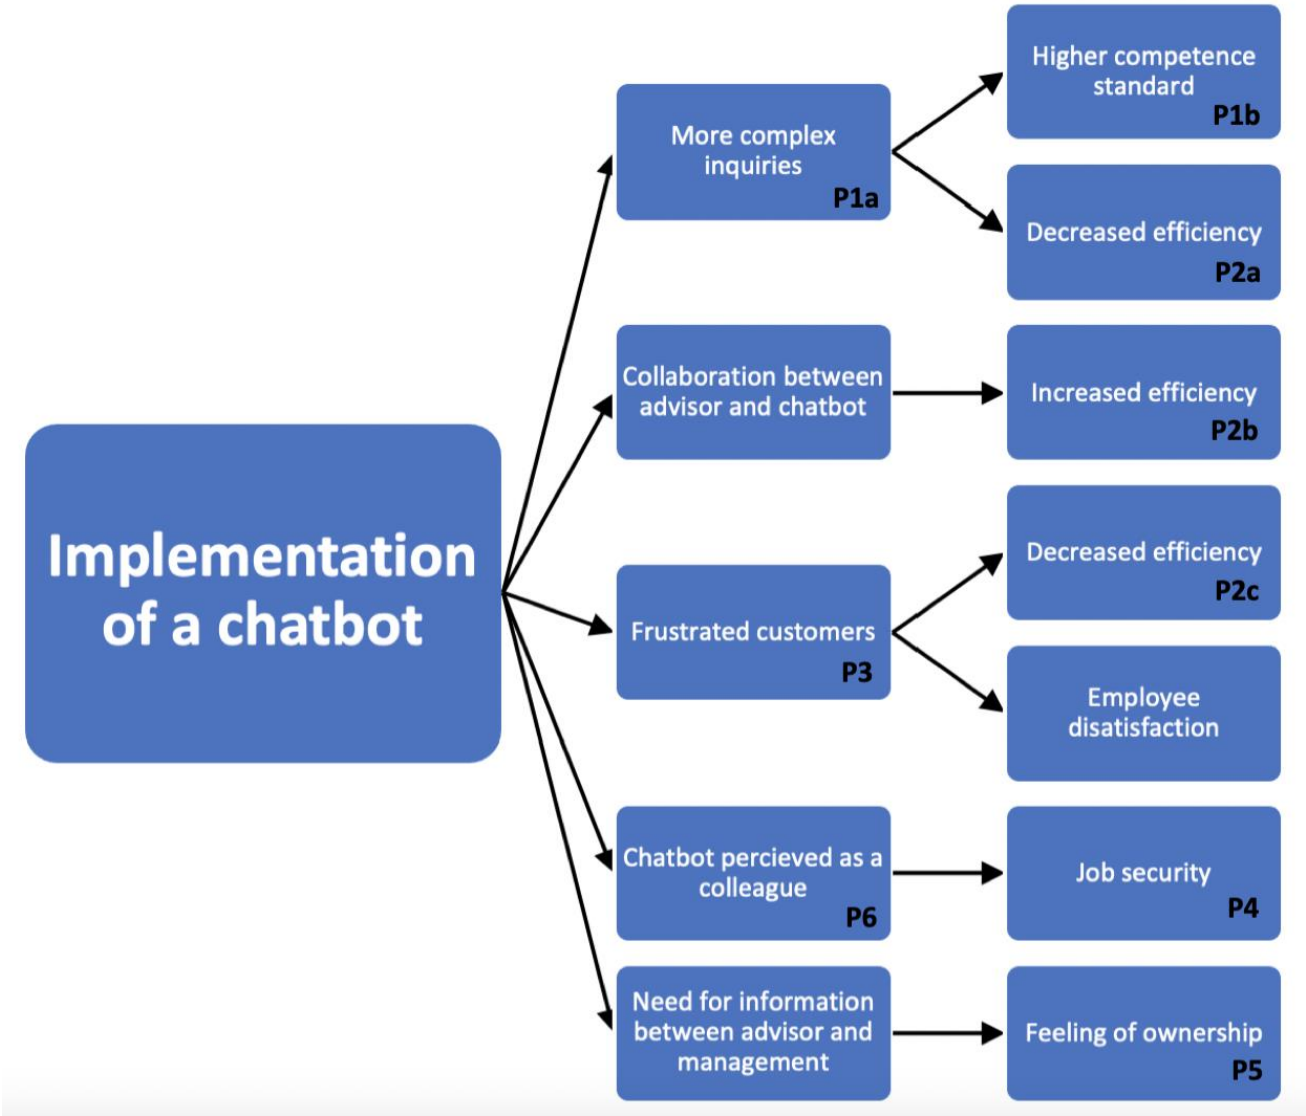 Implementation
of a chatbot
More complex
inquiries
P1a
Higher competence
standard
P1b
Decreased efficiency
P2a
Collaboration between
advisor and chatbot
Increased efficiency
P2b
Frustrated customers
P3
Decreased efficiency
P2c
Employee
disatisfaction
Chatbot percieved as a
colleague
P6
Job security
P4
Need for information
between advisor and
management
Feeling of ownership
P5